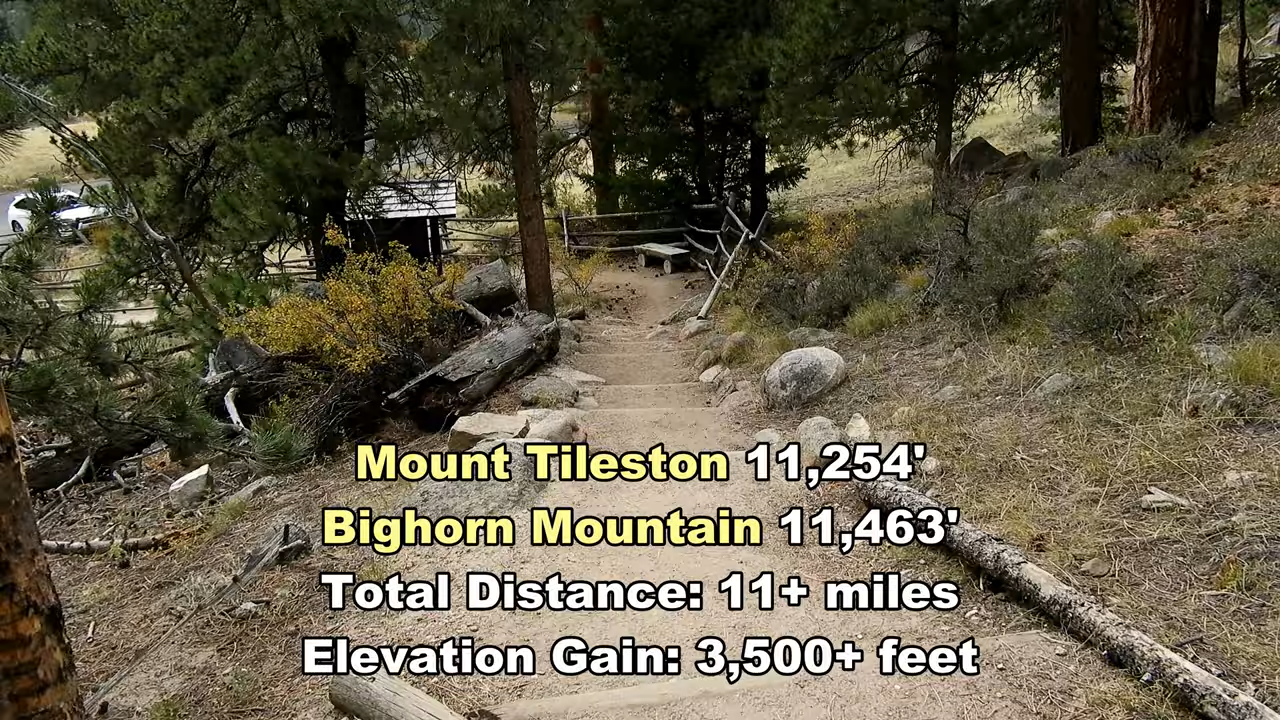 Mount Tileston 11,254'
Bighorn Mountain 11,463'
Total Distance: 11+ miles
Elevation Gain: 3,500+ feet